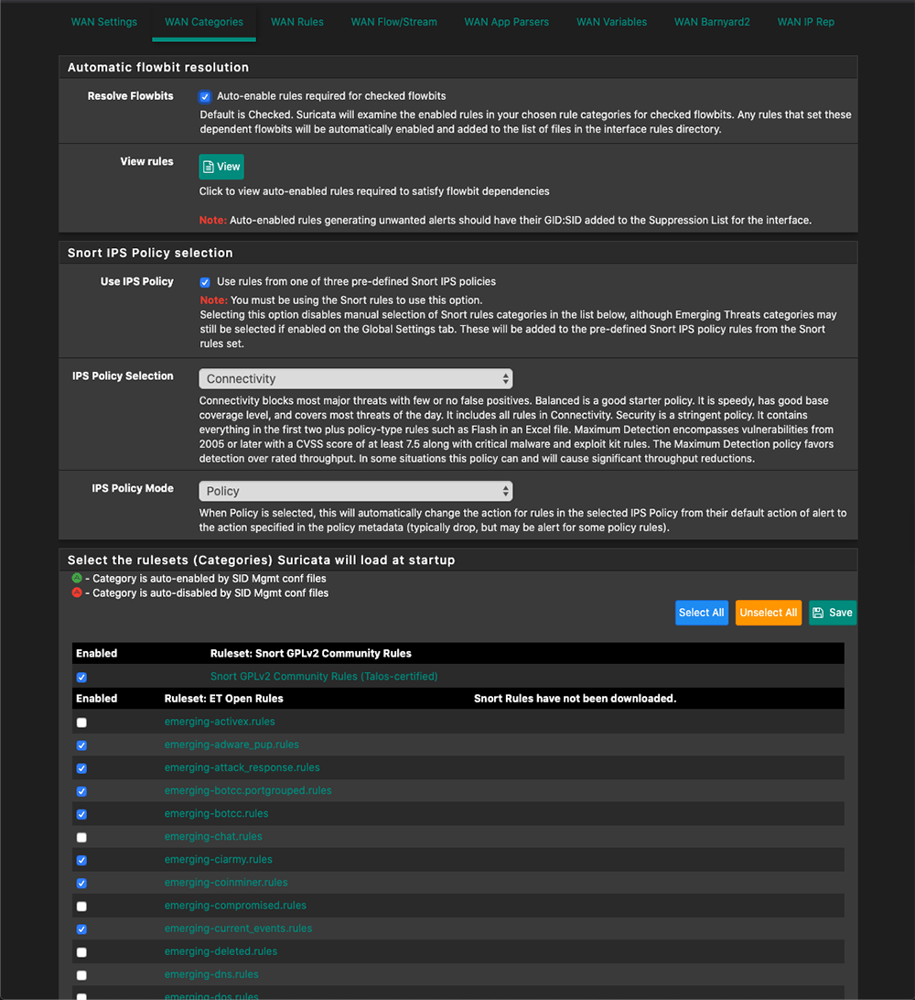 WAN Settings WAN Categories WAN Rules WAN Flow/Stream WAN App Parsers WAN Variables WAN Barnyard2 WAN IP Rep
Automatic flowbit resolution
Resolve Flowbits Auto-enable rules required for checked flowbits
Default is Checked. Suricata will examine the enabled rules in your chosen rule categories for checked flowbits. Any rules that set these
dependent flowbits will be automatically enabled and added to the list of files in the interface rules directory.
View rules View
Click to view auto-enabled rules required to satisfy flowbit dependencies
Note: Auto-enabled rules generating unwanted alerts should have their GID:SID added to the Suppression List for the interface.
Snort IPS Policy selection
Use IPS Policy Use rules from one of three pre-defined Snort IPS policies
Note: You must be using the Snort rules to use this option.
Selecting this option disables manual selection of Snort rules categories in the list below, although Emerging Threats categories may
still be selected if enabled on the Global Settings tab. These will be added to the pre-defined Snort IPS policy rules from the Snort
rules set.
IPS Policy Selection Connectivity
Connectivity blocks most major threats with few or no false positives. Balanced is a good starter policy. It is speedy, has good base
coverage level, and covers most threats of the day. It includes all rules in Connectivity. Security is a stringent policy. It contains
everything in the first two plus policy-type rules such as Flash in an Excel file. Maximum Detection encompasses vulnerabilities from
2005 or later with a CVSS score of at least 7.5 along with critical malware and exploit kit rules. The Maximum Detection policy favors
detection over rated throughput. In some situations this policy can and will cause significant throughput reductions.
IPS Policy Mode Policy
When Policy is selected, this will automatically change the action for rules in the selected IPS Policy from their default action of alert to
the action specified in the policy metadata (typically drop, but may be alert for some policy rules).
Select the rulesets (Categories) Suricata will load at startup
- Category is auto-enabled by SID Mgmt conf files
- Category is auto-disabled by SID Mgmt conf files
Select All Unselect All Save
Enabled Ruleset: Snort GPLv2 Community Rules
Snort GPLv2 Community Rules (Talos-certified)
Enabled Ruleset: ET Open Rules Snort Rules have not been downloaded.
emerging-activex.rules
emerging-adware_pup.rules
emerging-attack_response.rules
emerging-botcc.portgrouped.rules
emerging-botcc.rules
emerging-chat.rules
emerging-ciarmy.rules
emerging-coinminer.rules
emerging-compromised.rules
emerging-current_events.rules
emerging-deleted.rules
emerging-dns.rules
emerging-dos.rules